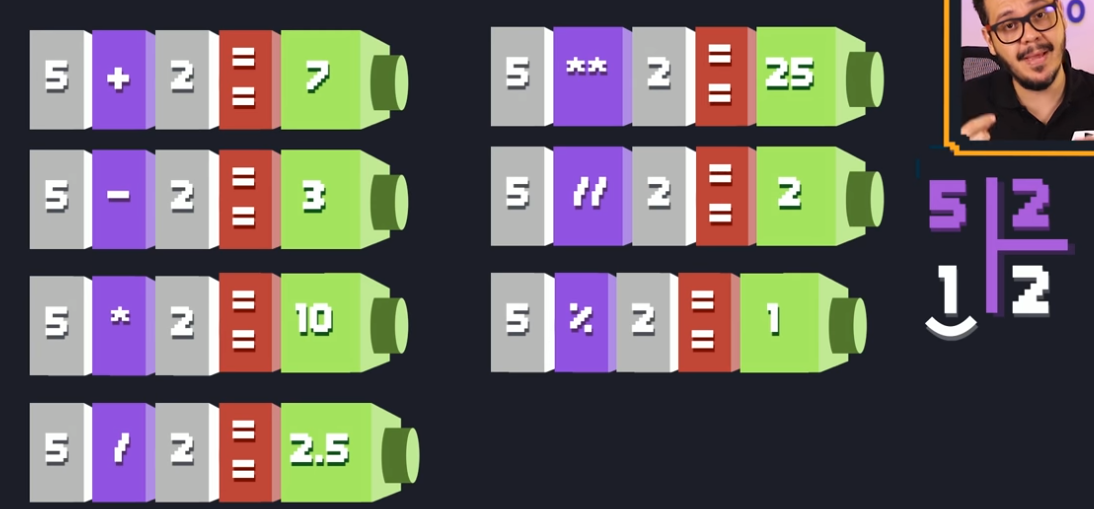 5 + 2 == 7
5 - 2 == 3
5 * 2 == 10
5 / 2 == 2.5
5 ** 2 == 25
5 // 2 == 2
5 % 2 == 1
0
5 2
1 2